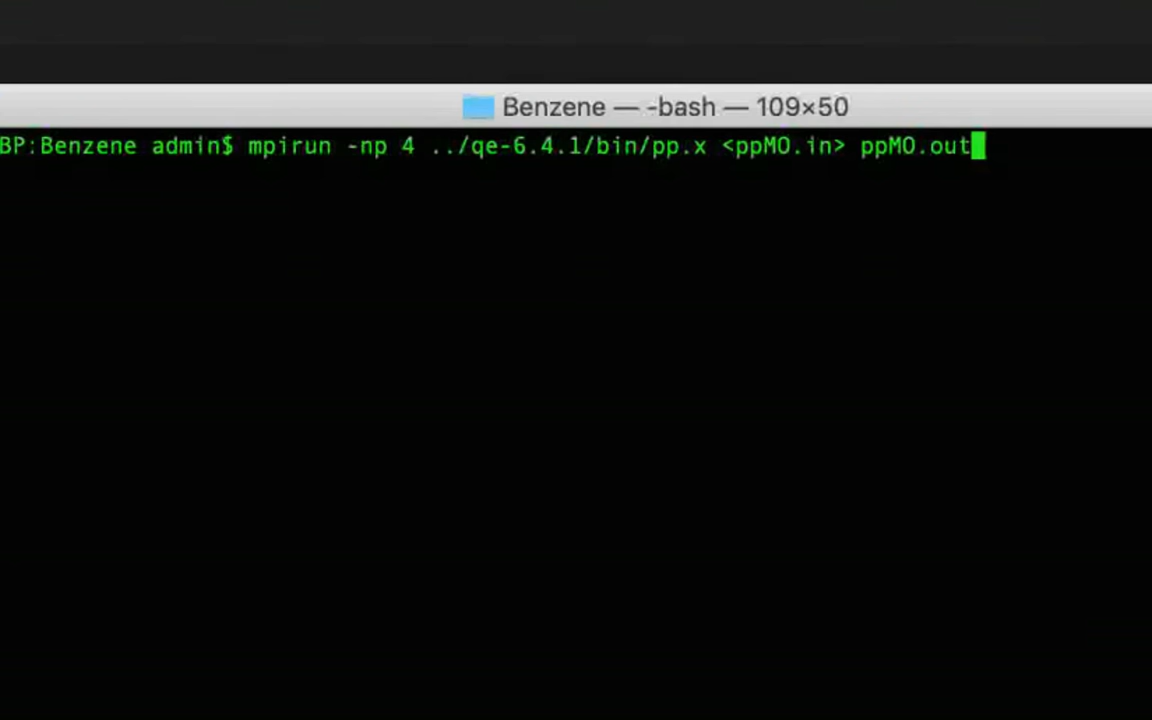 Benzene — -bash — 109×50
BP:Benzene admin$ mpirun -np 4 ../qe-6.4.1/bin/pp.x <ppMO.in> ppMO.out